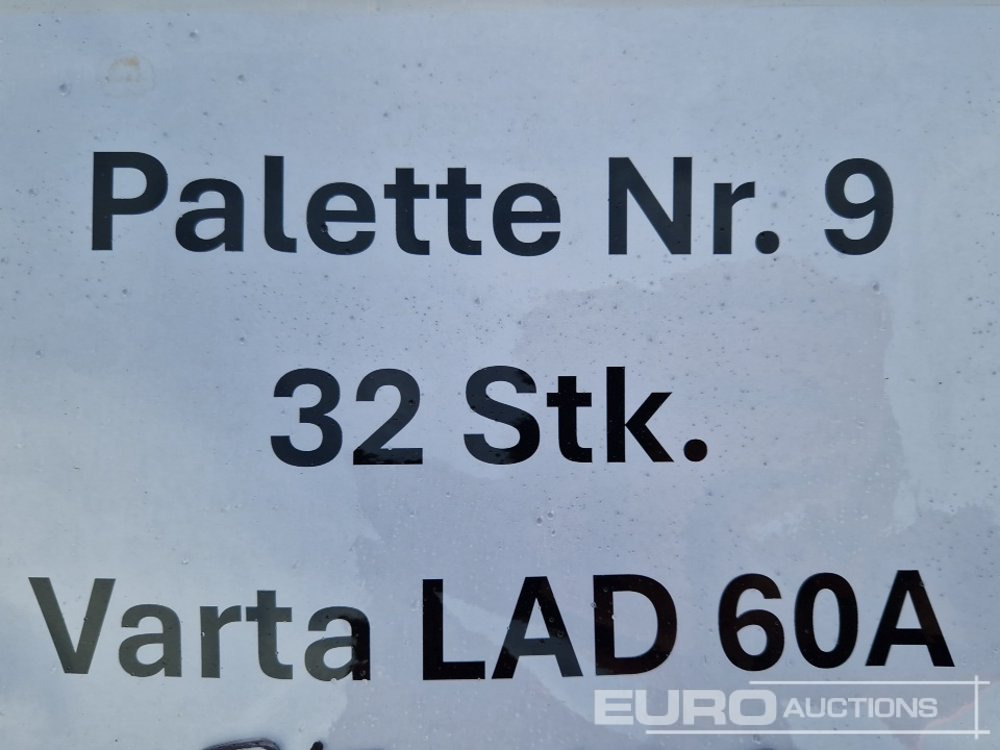 Palette Nr. 9
32 Stk.
Varta LAD 60A
EURO AUCTIONS